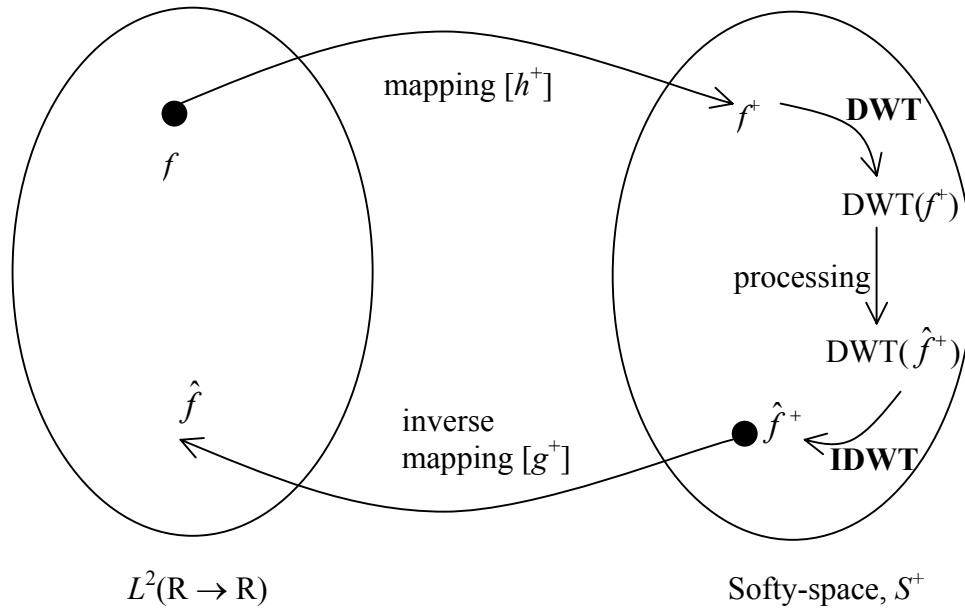 mapping [h⁺]
f
f⁺
DWT
DWT(f⁺)
processing
DWT(f̂⁺)
f̂⁺
IDWT
f̂
inverse
mapping [g⁺]
L²(R → R)
Softy-space, S⁺